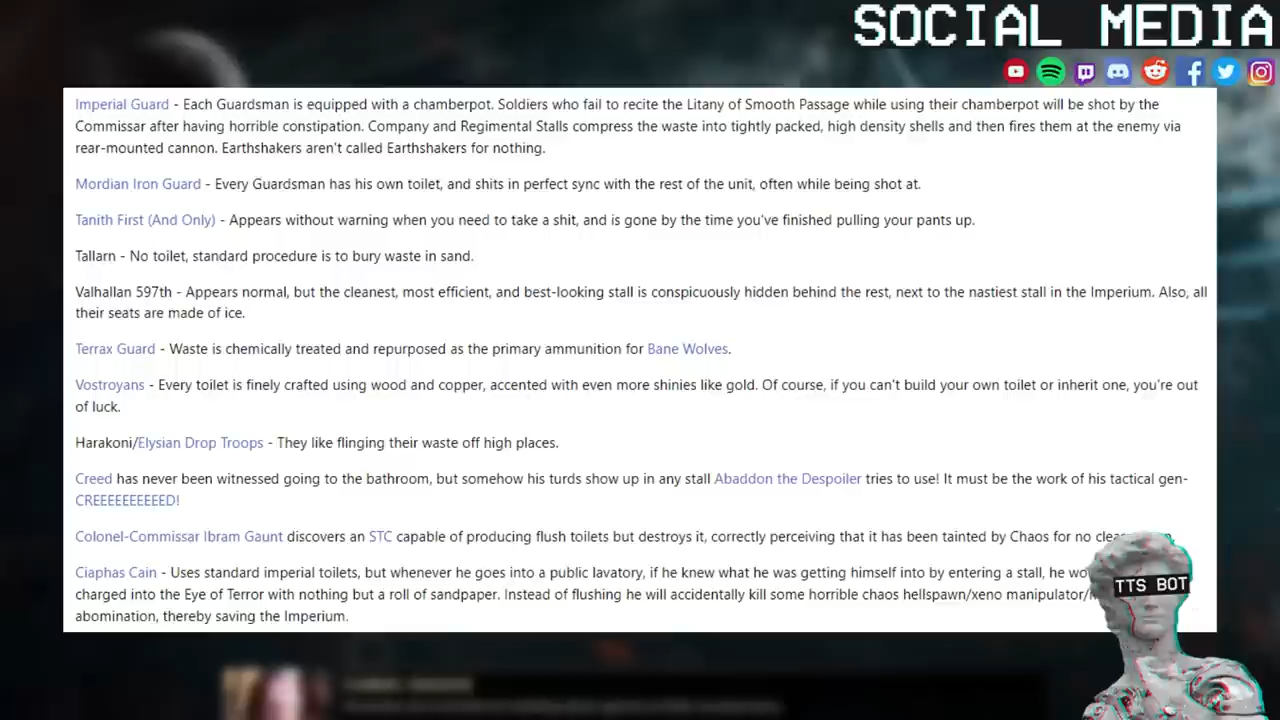 SOCIAL MEDIA
Imperial Guard - Each Guardsman is equipped with a chamberpot. Soldiers who fail to recite the Litany of Smooth Passage while using their chamberpot will be shot by the
Commissar after having horrible constipation. Company and Regimental Stalls compress the waste into tightly packed, high density shells and then fires them at the enemy via
rear-mounted cannon. Earthshakers aren't called Earthshakers for nothing.
Mordian Iron Guard - Every Guardsman has his own toilet, and shits in perfect sync with the rest of the unit, often while being shot at.
Tanith First (And Only) - Appears without warning when you need to take a shit, and is gone by the time you've finished pulling your pants up.
Tallarn - No toilet, standard procedure is to bury waste in sand.
Valhallan 597th - Appears normal, but the cleanest, most efficient, and best-looking stall is conspicuously hidden behind the rest, next to the nastiest stall in the Imperium. Also, all
their seats are made of ice.
Terrax Guard - Waste is chemically treated and repurposed as the primary ammunition for Bane Wolves.
Vostroyans - Every toilet is finely crafted using wood and copper, accented with even more shinies like gold. Of course, if you can't build your own toilet or inherit one, you're out
of luck.
Harakoni/Elysian Drop Troops - They like flinging their waste off high places.
Creed has never been witnessed going to the bathroom, but somehow his turds show up in any stall Abaddon the Despoiler tries to use! It must be the work of his tactical gen-
CREEEEEEEEEED!
Colonel-Commissar Ibram Gaunt discovers an STC capable of producing flush toilets but destroys it, correctly perceiving that it has been tainted by Chaos for no
Ciaphas Cain - Uses standard imperial toilets, but whenever he goes into a public lavatory, if he knew what he was getting himself into by entering a stall, he
charged into the Eye of Terror with nothing but a roll of sandpaper. Instead of flushing he will accidentally kill some horrible chaos hellspawn/xeno manipulator/
abomination, thereby saving the Imperium.
TTS BOT